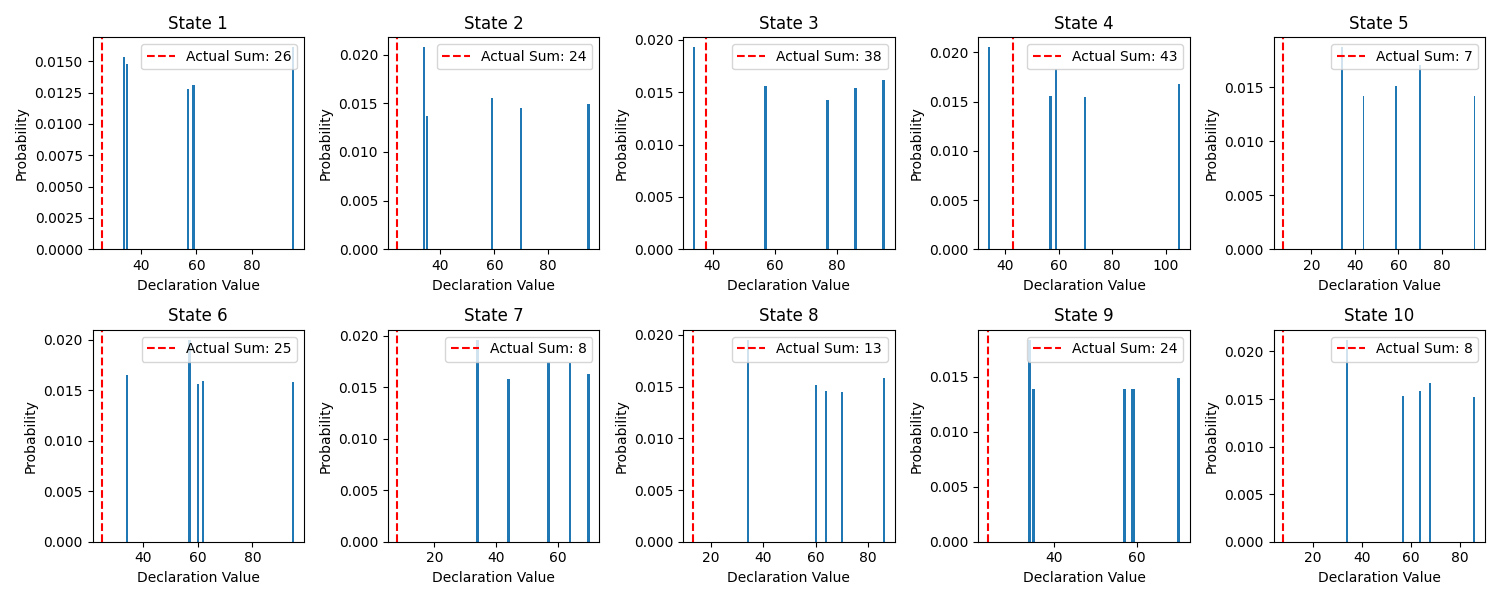 State 1
State 2
State 3
State 4
State 5
Actual Sum: 26
Actual Sum: 24
Actual Sum: 38
Actual Sum: 43
Actual Sum: 7
Probability
0.0150
0.0125
0.0100
0.0075
0.0050
0.0025
0.0000
40 60 80
Declaration Value
Probability
0.020
0.015
0.010
0.005
0.000
40 60 80
Declaration Value
Probability
0.020
0.015
0.010
0.005
0.000
40 60 80
Declaration Value
Probability
0.020
0.015
0.010
0.005
0.000
40 60 80 100
Declaration Value
Probability
0.015
0.010
0.005
0.000
20 40 60 80
Declaration Value
State 6
State 7
State 8
State 9
State 10
Actual Sum: 25
Actual Sum: 8
Actual Sum: 13
Actual Sum: 24
Actual Sum: 8
Probability
0.020
0.015
0.010
0.005
0.000
40 60 80
Declaration Value
Probability
0.020
0.015
0.010
0.005
0.000
20 40 60
Declaration Value
Probability
0.020
0.015
0.010
0.005
0.000
20 40 60 80
Declaration Value
Probability
0.015
0.010
0.005
0.000
40 60
Declaration Value
Probability
0.020
0.015
0.010
0.005
0.000
20 40 60 80
Declaration Value